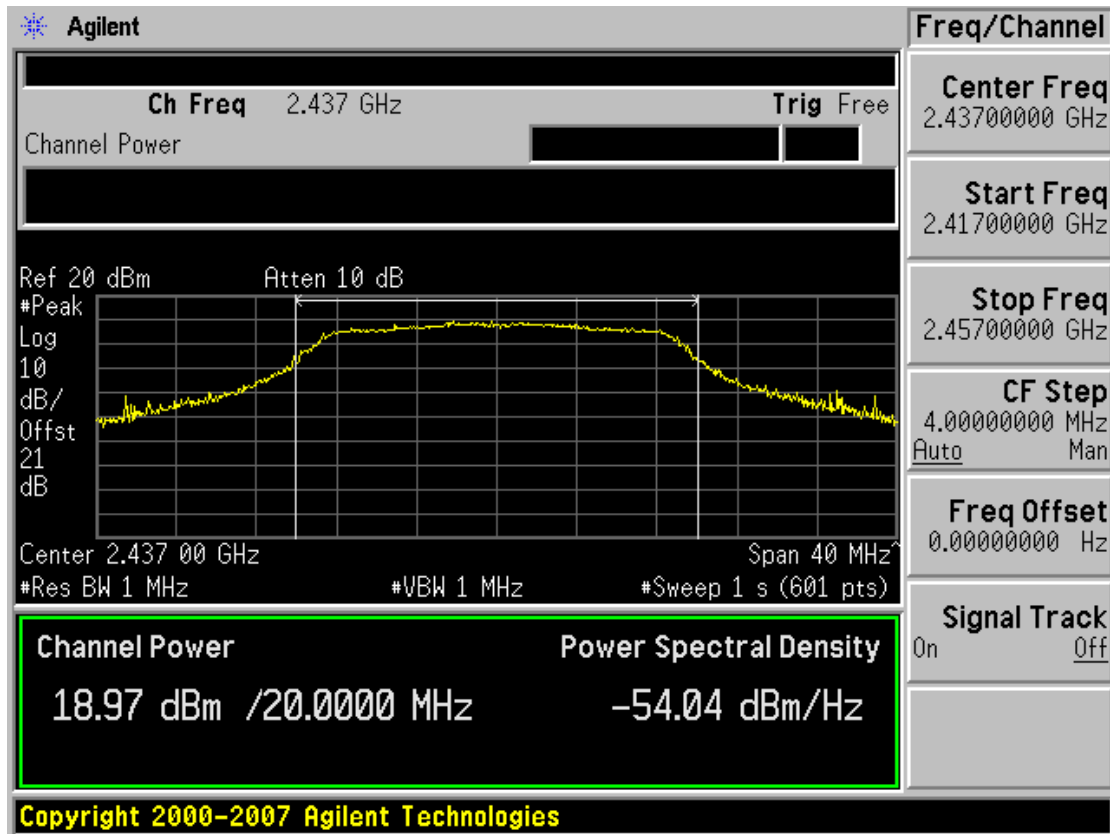 Agilent
Freq/Channel
Ch Freq 2.437 GHz Trig Free
Channel Power
Center Freq
2.43700000 GHz
Start Freq
2.41700000 GHz
Stop Freq
2.45700000 GHz
CF Step
4.00000000 MHz
Auto Man
Freq Offset
0.00000000 Hz
Signal Track
On Off
Ref 20 dBm Atten 10 dB
#Peak
Log
10
dB/
Offst
21
dB
Center 2.437 00 GHz Span 40 MHz^
#Res BW 1 MHz #VBW 1 MHz #Sweep 1 s (601 pts)
Channel Power Power Spectral Density
18.97 dBm /20.0000 MHz -54.04 dBm/Hz
Copyright 2000-2007 Agilent Technologies